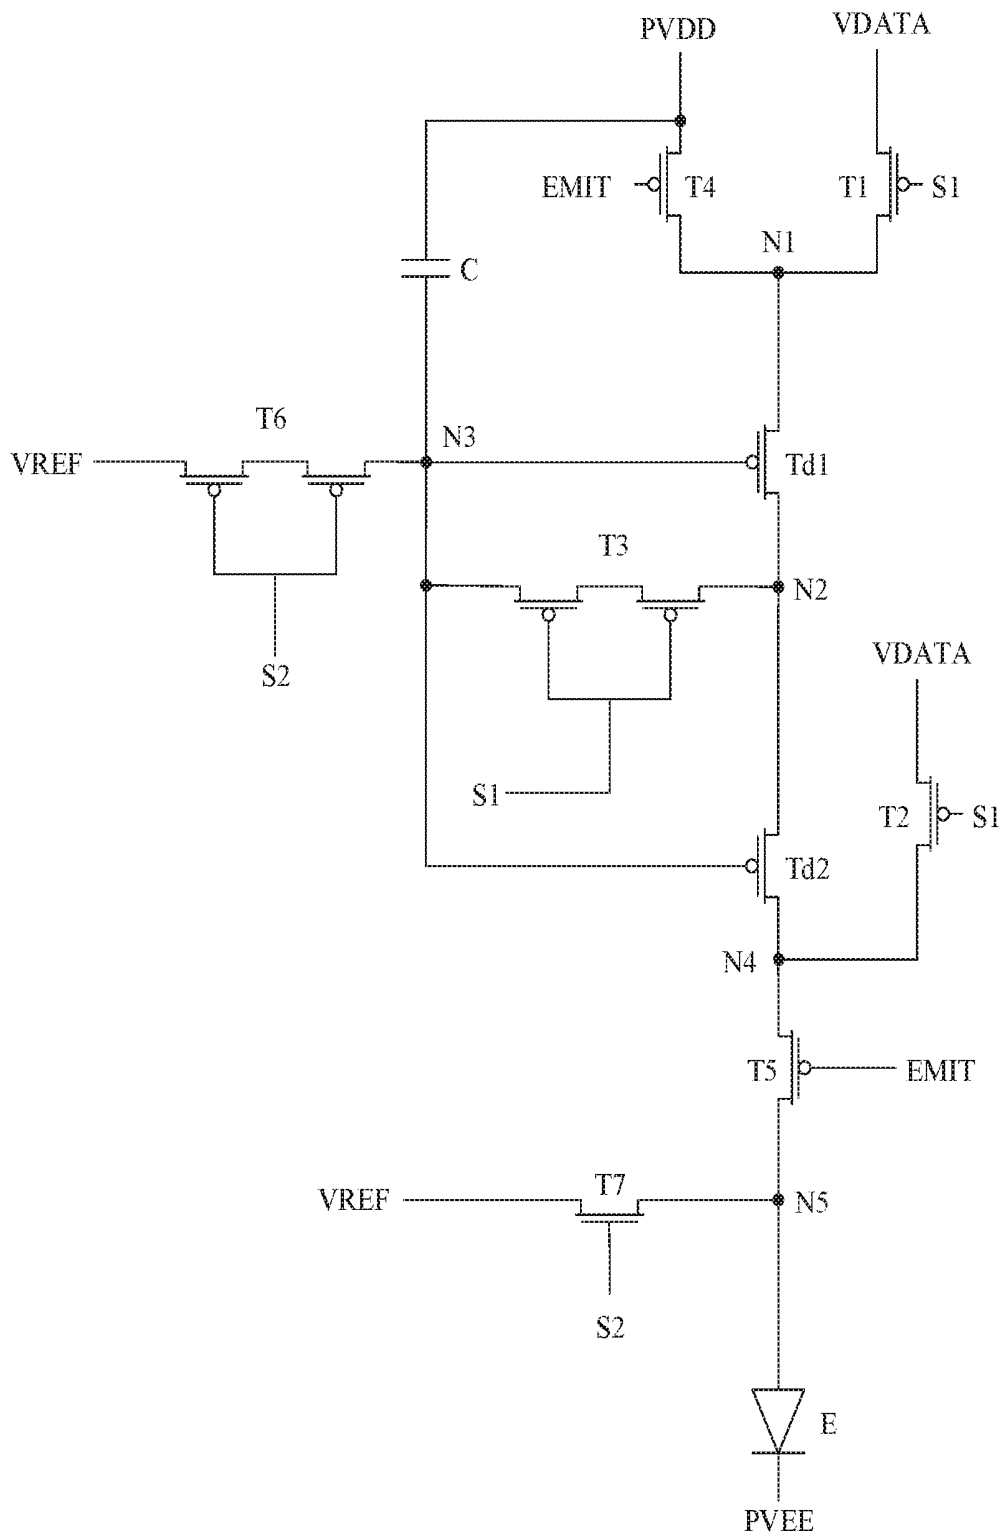 PVDD
VDATA
EMIT
T4
T1
S1
N1
C
T6
N3
VREF
Td1
T3
N2
S2
VDATA
S1
T2
S1
Td2
N4
T5
EMIT
T7
VREF
N5
S2
E
PVEE